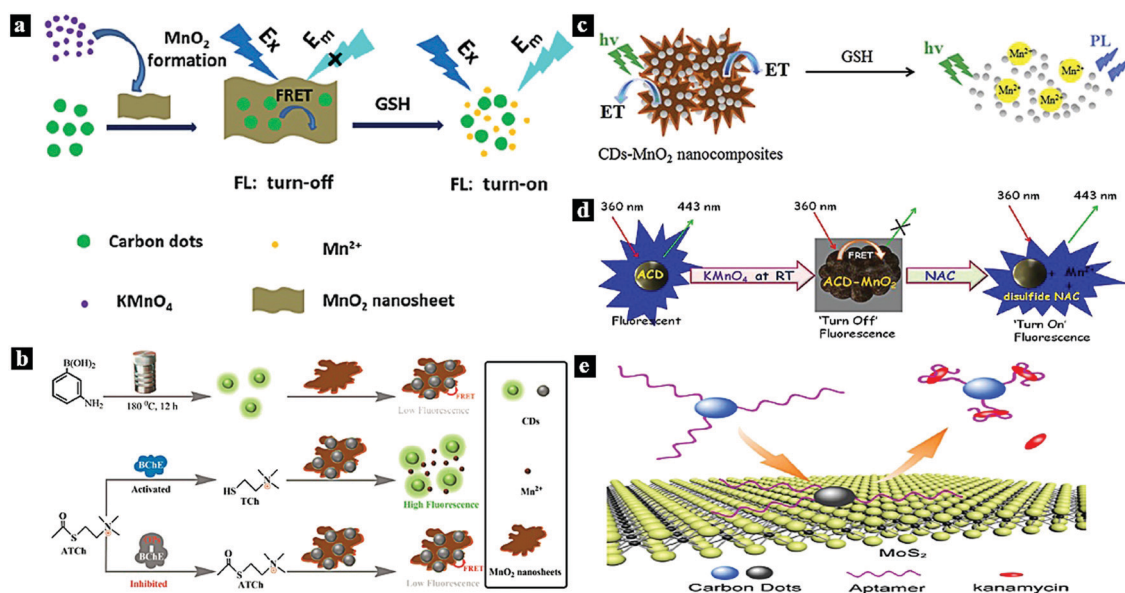 a
MnO₂
formation
Ex
Em
×
FRET
GSH
Ex
Em
FL: turn-off
FL: turn-on
Carbon dots
Mn²⁺
KMnO₄
MnO₂ nanosheet
b
B(OH)₂
NH₂
180 ⁰C, 12 h
FRET
Low Fluorescence
CDs
BChE
Activated
HS
N
TCh
High Fluorescence
Mn²⁺
O
S
N
ATCh
BChE
Inhibited
O
S
N
ATCh
FRET
Low Fluorescence
MnO₂ nanosheets
c
hν
ET
ET
GSH
hν
Mn²⁺
Mn²⁺
Mn²⁺
Mn²⁺
PL
CDs-MnO₂ nanocomposites
d
360 nm
443 nm
360 nm
360 nm
443 nm
ACD
KMnO₄ at RT
FRET
ACD-MnO₂
NAC
+ Mn²⁺
+
disulfide NAC
Fluorescent
'Turn Off'
Fluorescence
'Turn On'
Fluorescence
e
MoS₂
Carbon Dots
Aptamer
kanamycin